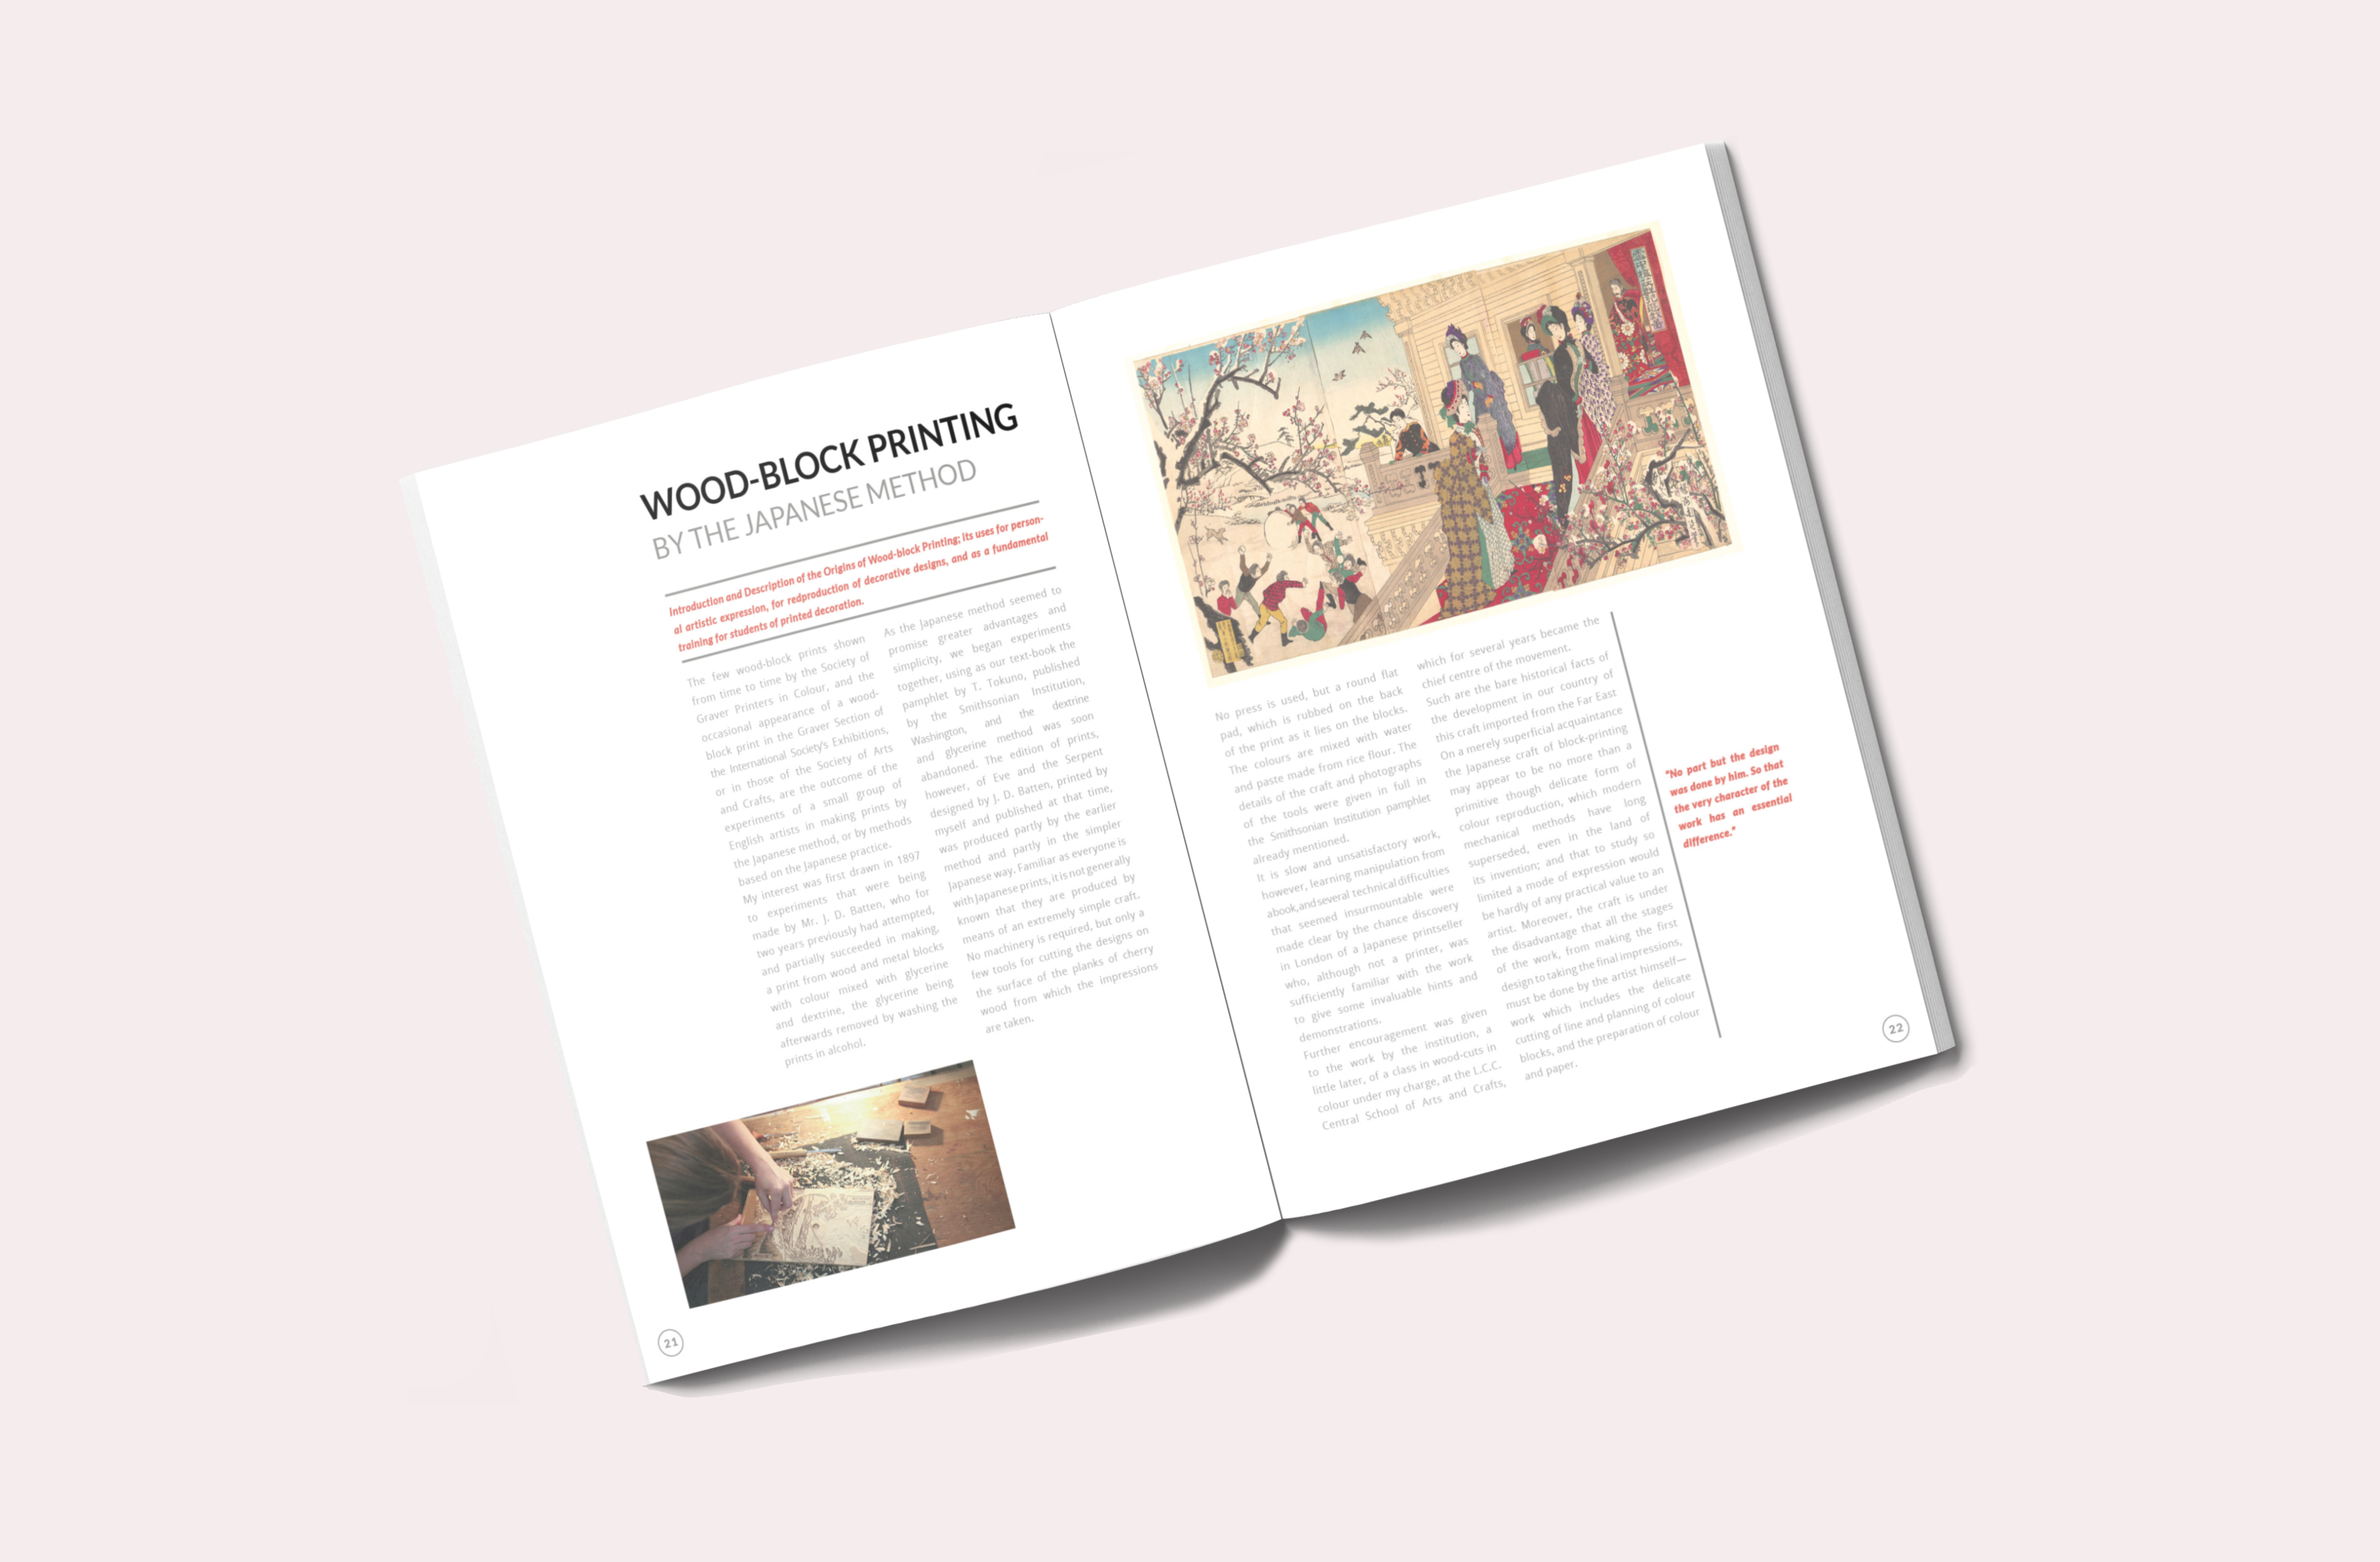 WOOD-BLOCK PRINTING
BY THE JAPANESE METHOD
Introduction and Description of the Origins of Wood-block Printing; its uses for person-
al artistic expression, for redproduction of decorative designs, and as a fundamental
training for students of printed decoration.
The few wood-block prints shown
from time to time by the Society of
Graver Printers in Colour, and the
occasional appearance of a wood-
block print in the Graver Section of
the International Society's Exhibitions,
or in those of the Society of Arts
and Crafts, are the outcome of the
experiments of a small group of
English artists in making prints by
the Japanese method, or by methods
based on the Japanese practice.
My interest was first drawn in 1897
to experiments that were being
made by Mr. J. D. Batten, who for
two years previously had attempted,
and partially succeeded in making,
a print from wood and metal blocks
with colour mixed with glycerine
and dextrine, the glycerine being
afterwards removed by washing the
prints in alcohol.
As the Japanese method seemed to
promise greater advantages and
simplicity, we began experiments
together, using as our text-book the
pamphlet by T. Tokuno, published
by the Smithsonian Institution,
Washington, and the dextrine
and glycerine method was soon
abandoned. The edition of prints,
however, of Eve and the Serpent
designed by J. D. Batten, printed by
myself and published at that time,
was produced partly by the earlier
method and partly in the simpler
Japanese way. Familiar as everyone is
with Japanese prints, it is not generally
known that they are produced by
means of an extremely simple craft.
No machinery is required, but only a
few tools for cutting the designs on
the surface of the planks of cherry
wood from which the impressions
are taken.
21
No press is used, but a round flat
pad, which is rubbed on the back
of the print as it lies on the blocks.
The colours are mixed with water
and paste made from rice flour. The
details of the craft and photographs
of the tools were given in full in
the Smithsonian Institution pamphlet
already mentioned.
It is slow and unsatisfactory work,
however, learning manipulation from
a book, and several technical difficulties
that seemed insurmountable were
made clear by the chance discovery
in London of a Japanese printseller
who, although not a printer, was
sufficiently familiar with the work
to give some invaluable hints and
demonstrations.
Further encouragement was given
to the work by the institution, a
little later, of a class in wood-cuts in
colour under my charge, at the L.C.C.
Central School of Arts and Crafts,
which for several years became the
chief centre of the movement.
Such are the bare historical facts of
the development in our country of
this craft imported from the Far East
On a merely superficial acquaintance
the Japanese craft of block-printing
may appear to be no more than a
primitive though delicate form of
colour reproduction, which modern
mechanical methods have long
superseded, even in the land of
its invention; and that to study so
limited a mode of expression would
be hardly of any practical value to an
artist. Moreover, the craft is under
the disadvantage that all the stages
of the work, from making the first
design to taking the final impressions,
must be done by the artist himself—
work which includes the delicate
cutting of line and planning of colour
blocks, and the preparation of colour
and paper.
"No part but the design
was done by him. So that
the very character of the
work has an essential
difference."
22